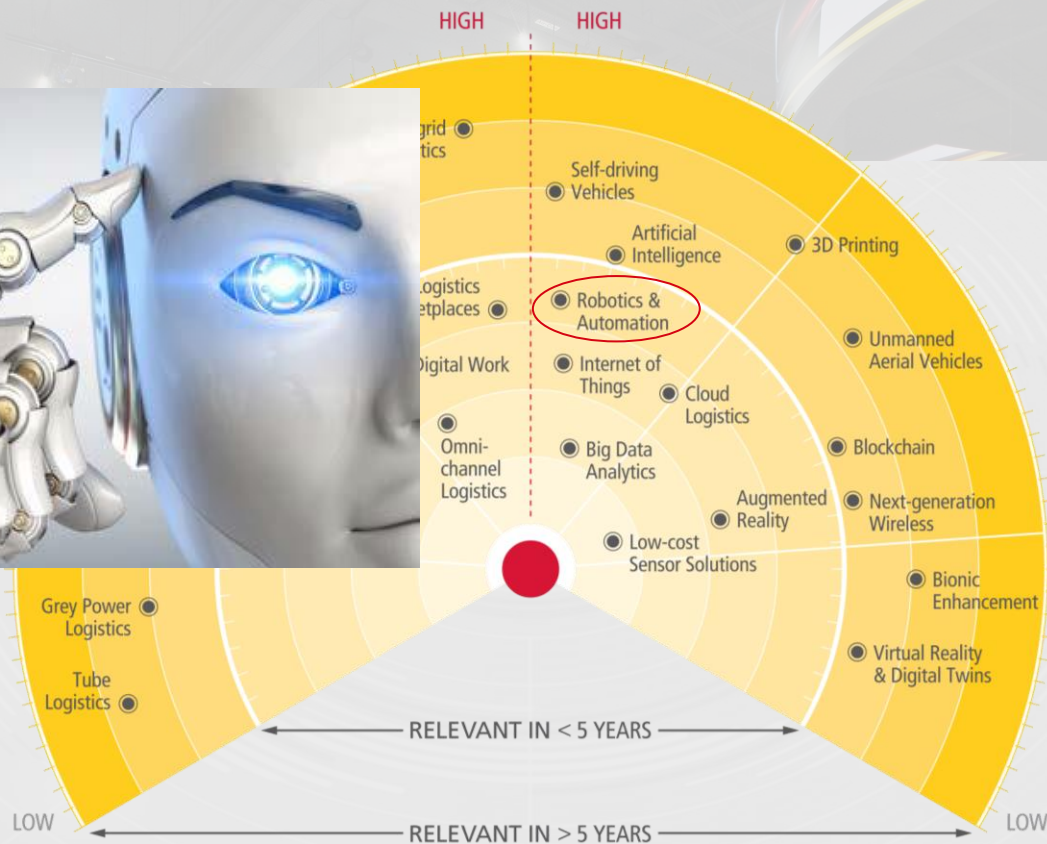 HIGH
HIGH
grid
tics
Self-driving
Vehicles
Artificial
Intelligence
3D Printing
Logistics
etplaces
Robotics &
Automation
Unmanned
Aerial Vehicles
Digital Work
Internet of
Things
Cloud
Logistics
Omni-
channel
Logistics
Big Data
Analytics
Blockchain
Augmented
Reality
Next-generation
Wireless
Low-cost
Sensor Solutions
Bionic
Enhancement
Grey Power
Logistics
Virtual Reality
& Digital Twins
Tube
Logistics
RELEVANT IN < 5 YEARS
LOW
LOW
RELEVANT IN > 5 YEARS